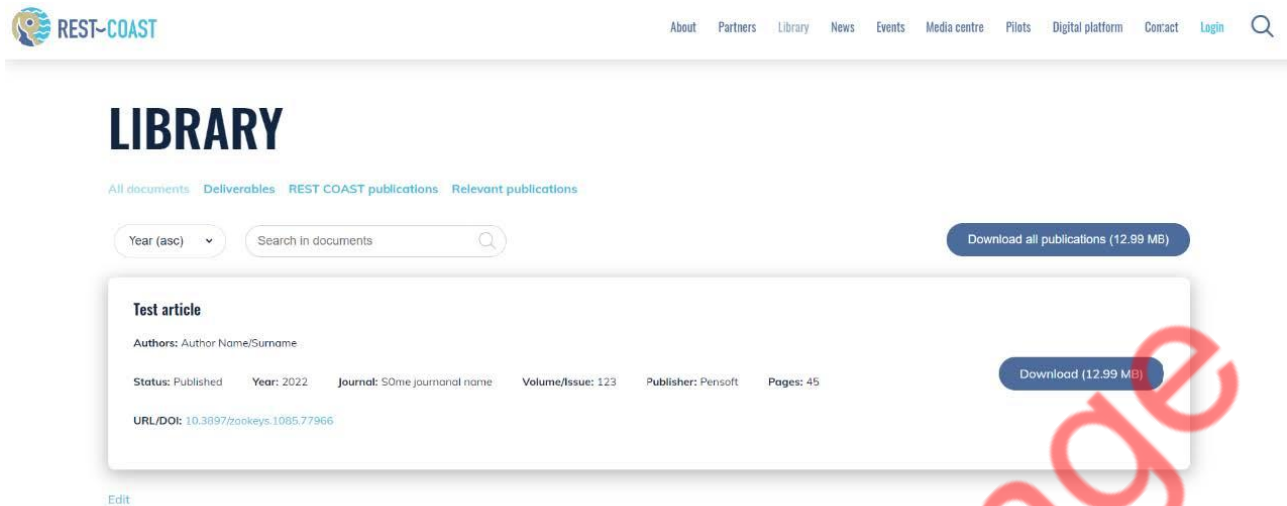 REST~COAST
About Partners Library News Events Media centre Pilots Digital platform Contact Login
LIBRARY
All documents Deliverables REST COAST publications Relevant publications
Year (asc) Search in documents Download all publications (12.99 MB)
Test article
Authors: Author Name/Surname
Status: Published Year: 2022 Journal: SOme journanal name Volume/Issue: 123 Publisher: Pensoft Pages: 45
Download (12.99 MB)
URL/DOI: 10.3897/zookeys.1085.77966
Edit